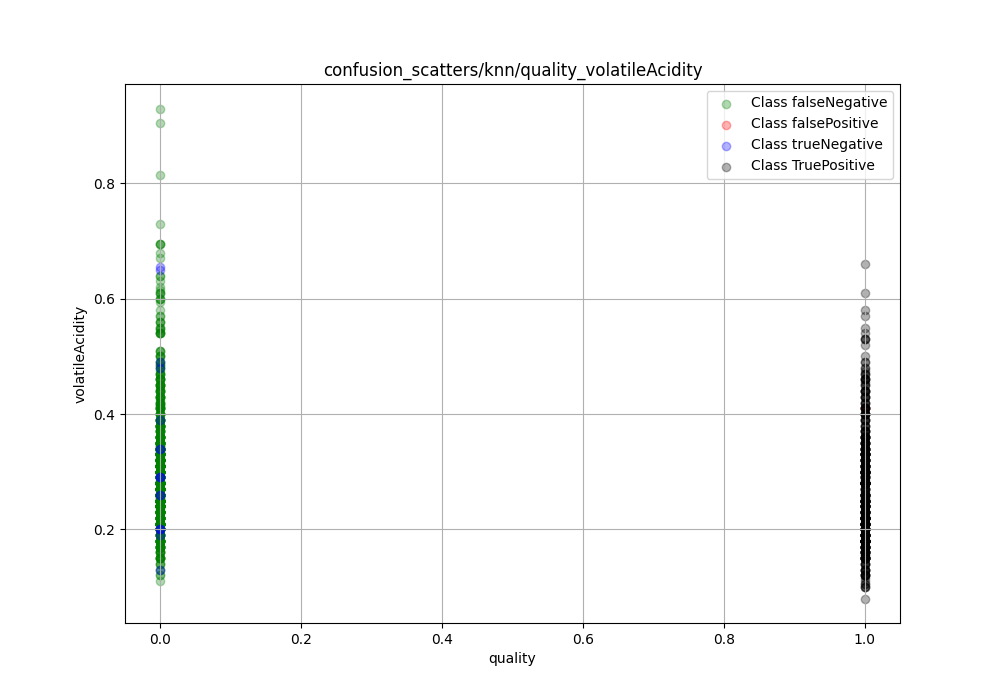 confusion_scatters/knn/quality_volatileAcidity
Class falseNegative
Class falsePositive
Class trueNegative
Class TruePositive
0.8
0.6
0.4
0.2
volatileAcidity
0.0 0.2 0.4 0.6 0.8 1.0
quality